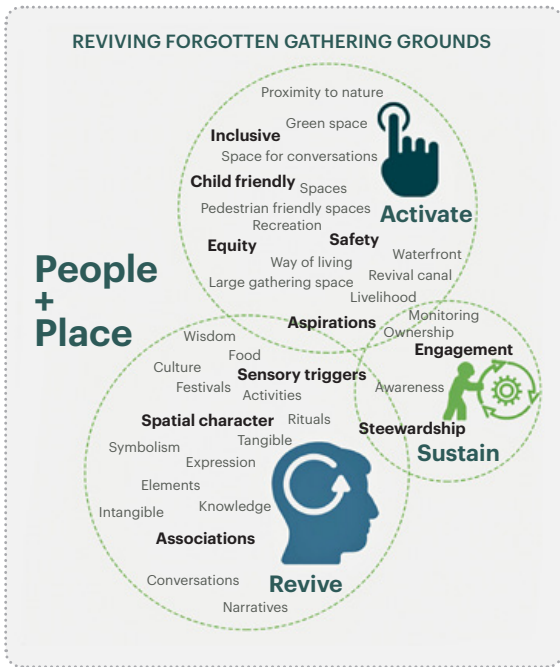 REVIVING FORGOTTEN GATHERING GROUNDS
Proximity to nature
Green space
Inclusive
Space for conversations
Child friendly Spaces
Pedestrian friendly spaces
Activate
Recreation
Equity
Safety
Way of living
Waterfront
Large gathering space
Revival canal
Livelihood
People
+
Place
Aspirations
Monitoring
Ownership
Engagement
Awareness
Steewardship
Sustain
Wisdom
Food
Culture
Sensory triggers
Festivals
Activities
Spatial character
Rituals
Tangible
Symbolism
Expression
Elements
Knowledge
Intangible
Associations
Conversations
Revive
Narratives